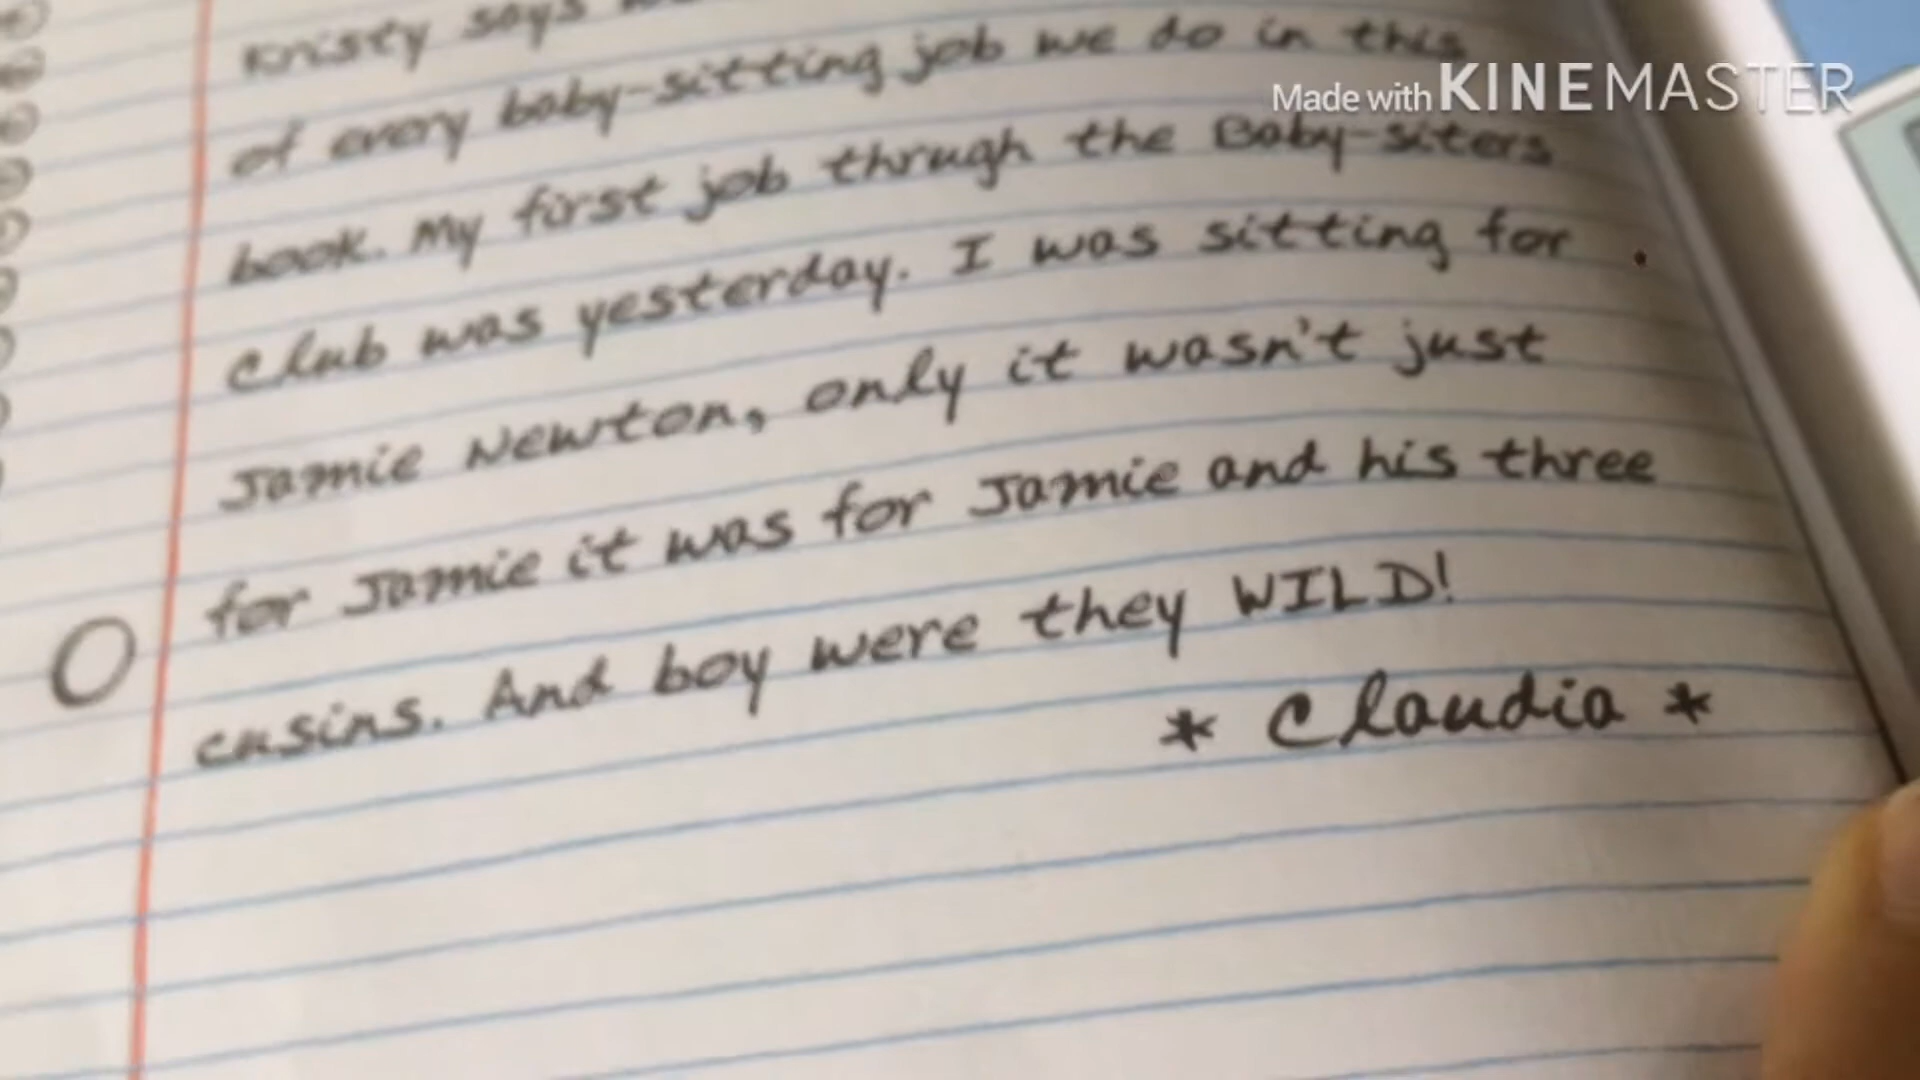 Kristy says
of every baby-sitting job we do in this
book. My first job thrugh the Baby-siters
Club was yesterday. I was sitting for
Jamie Newton, only it wasn't just
for Jamie it was for Jamie and his three
cusins. And boy were they WILD!
* Claudia *
Made with KINEMASTER